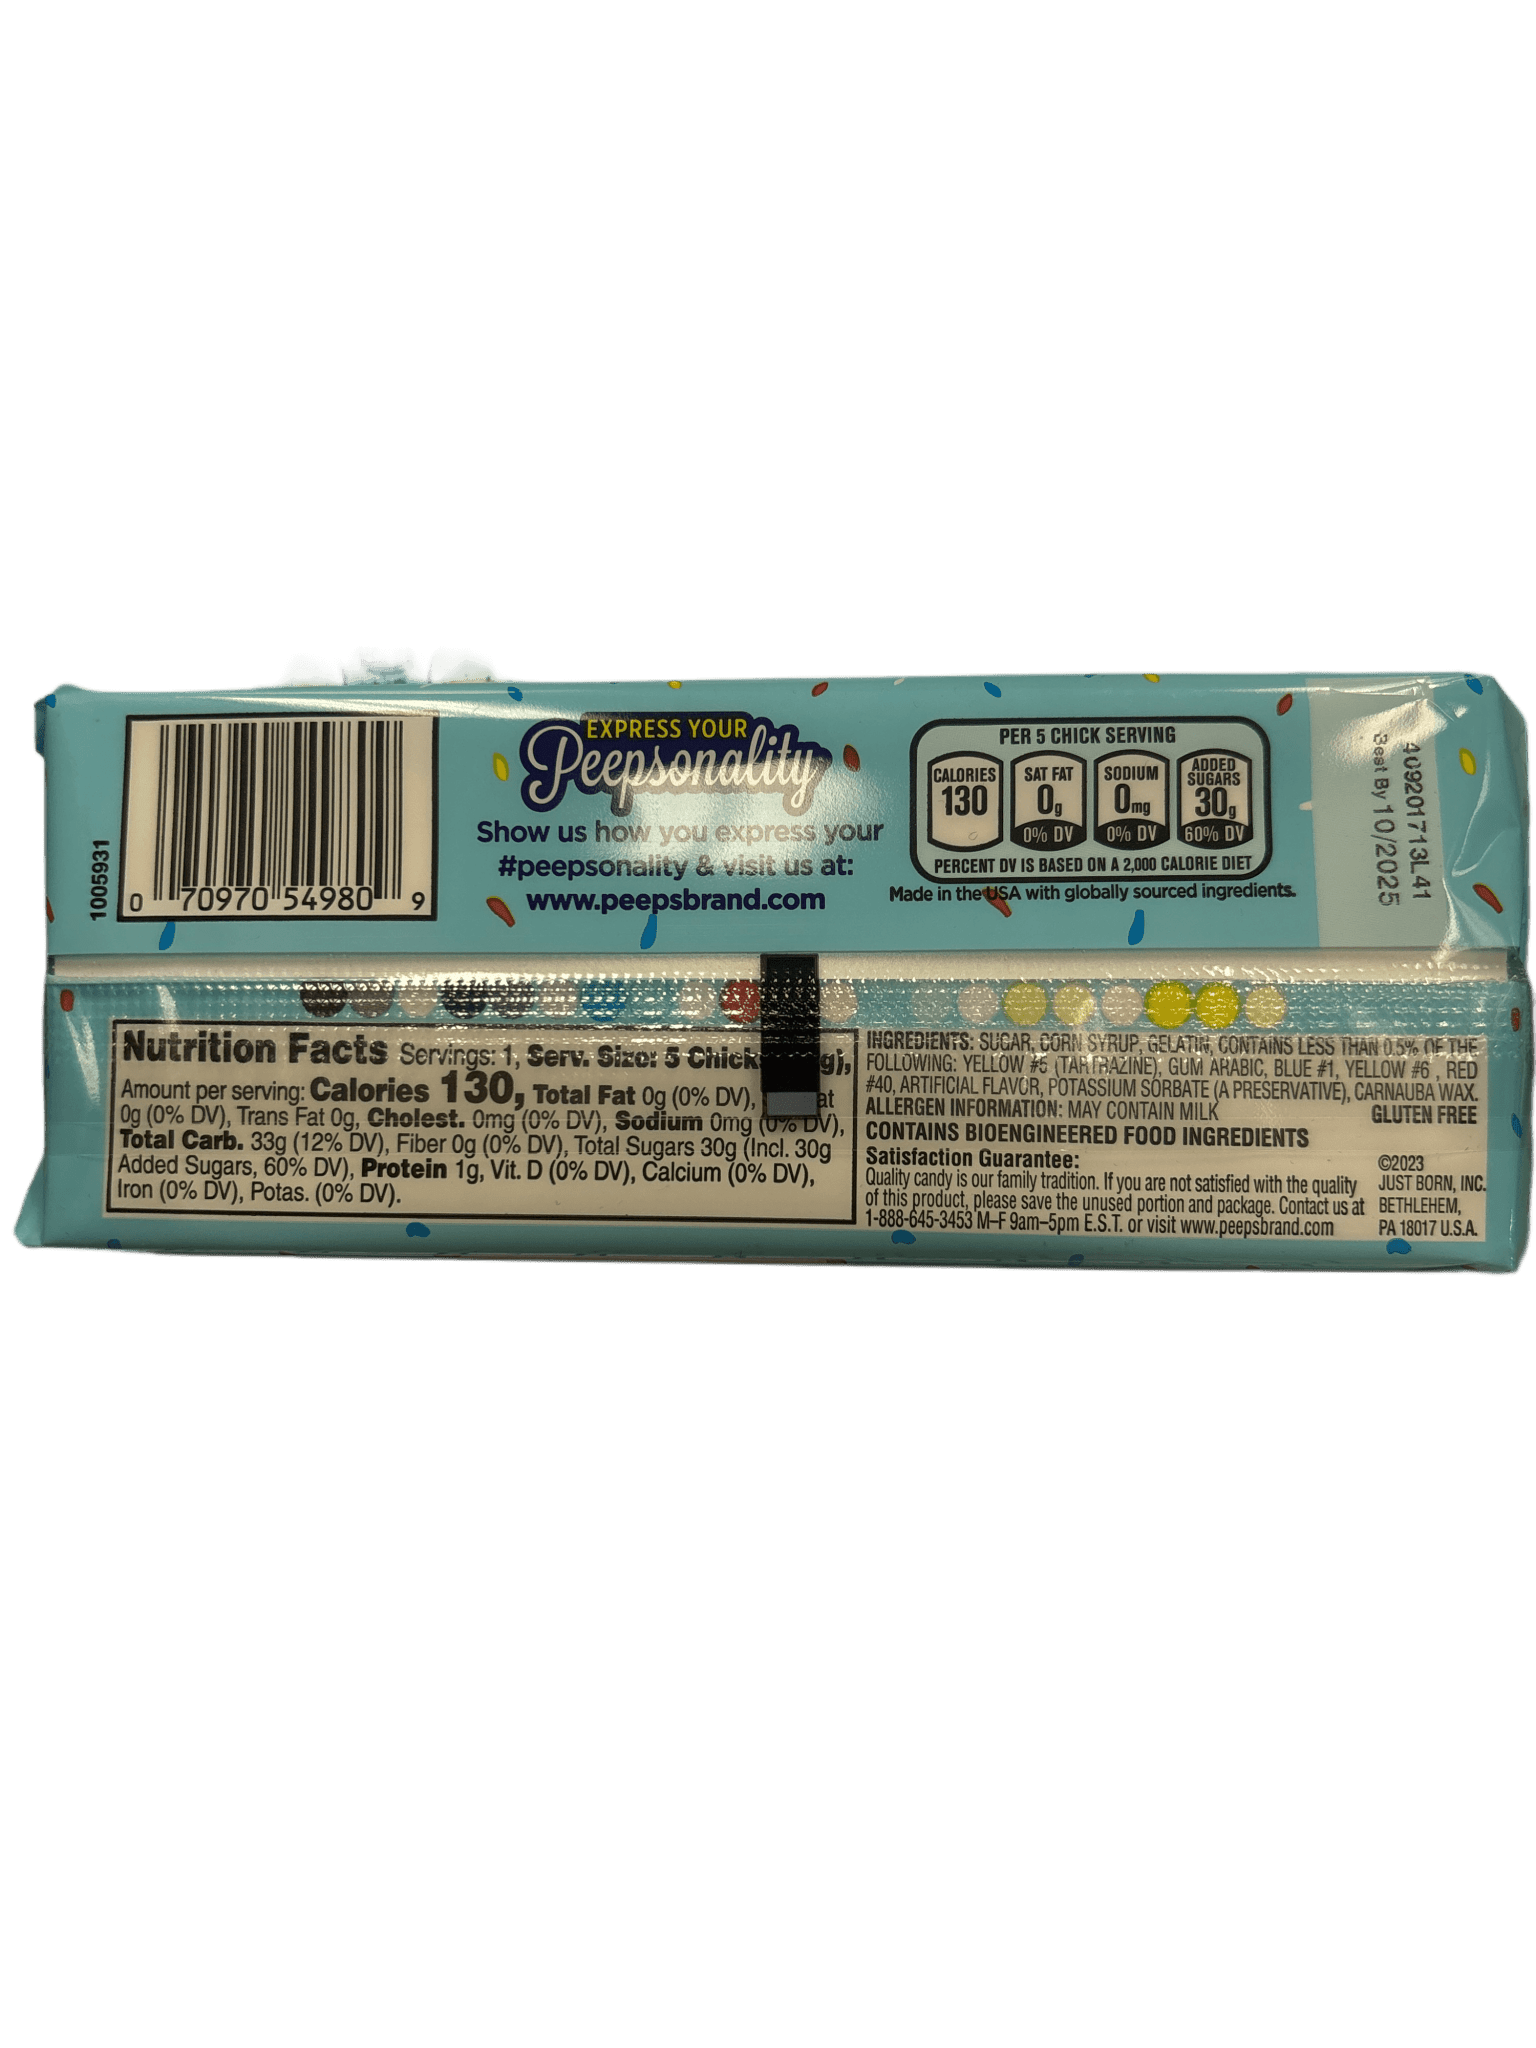 1005931
0 70970 54980 9
EXPRESS YOUR
Peepsonality
Show us how you express your
#peepsonality & visit us at:
www.peepsbrand.com
PER 5 CHICK SERVING
CALORIES
130
SAT FAT
0g
0% DV
SODIUM
0mg
0% DV
ADDED
SUGARS
30g
60% DV
PERCENT DV IS BASED ON A 2,000 CALORIE DIET
Made in the USA with globally sourced ingredients.
409201713L41
Best By 10/2025
Nutrition Facts Servings: 1, Serv. Size: 5 Chick g),
Amount per serving: Calories 130, Total Fat 0g (0% DV), at
0g (0% DV), Trans Fat 0g, Cholest. 0mg (0% DV), Sodium 0mg (0% DV),
Total Carb. 33g (12% DV), Fiber 0g (0% DV), Total Sugars 30g (Incl. 30g
Added Sugars, 60% DV), Protein 1g, Vit. D (0% DV), Calcium (0% DV),
Iron (0% DV), Potas. (0% DV).
INGREDIENTS: SUGAR, CORN SYRUP, GELATIN, CONTAINS LESS THAN 0.5% OF THE
FOLLOWING: YELLOW #5 (TARTRAZINE), GUM ARABIC, BLUE #1, YELLOW #6 , RED
#40, ARTIFICIAL FLAVOR, POTASSIUM SORBATE (A PRESERVATIVE), CARNAUBA WAX.
ALLERGEN INFORMATION: MAY CONTAIN MILK
GLUTEN FREE
CONTAINS BIOENGINEERED FOOD INGREDIENTS
Satisfaction Guarantee:
Quality candy is our family tradition. If you are not satisfied with the quality
of this product, please save the unused portion and package. Contact us at
1-888-645-3453 M–F 9am–5pm E.S.T. or visit www.peepsbrand.com
©2023
JUST BORN, INC.
BETHLEHEM,
PA 18017 U.S.A.